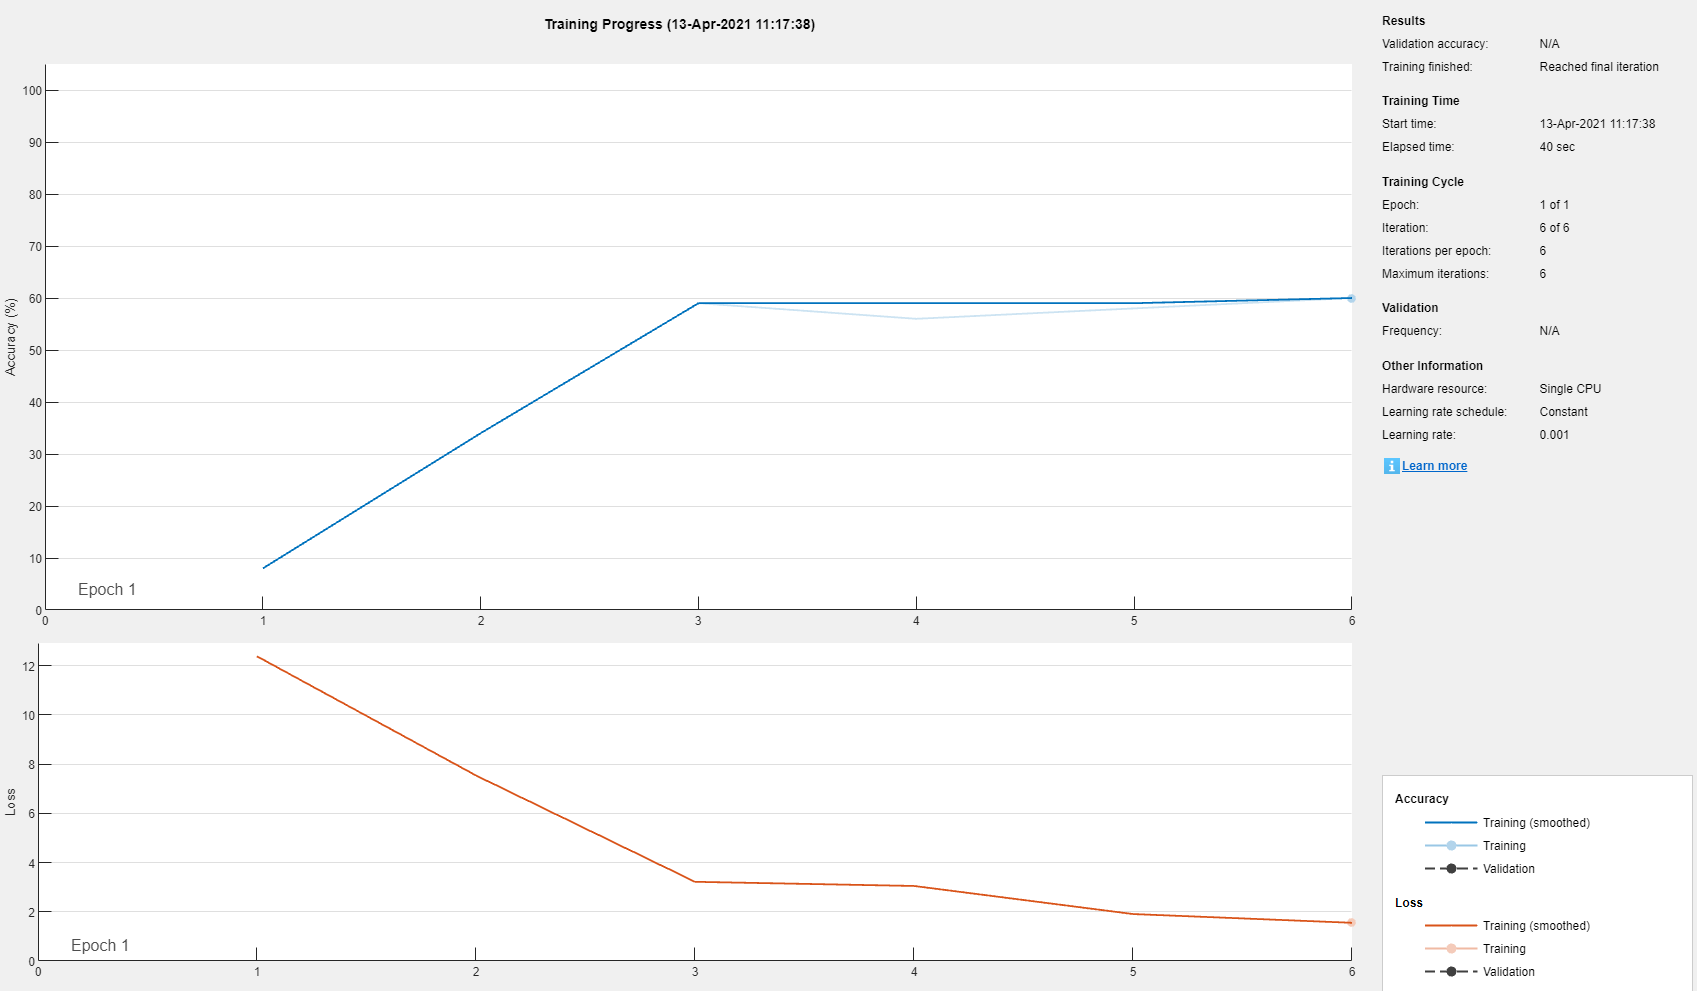 Training Progress (13-Apr-2021 11:17:38)
Accuracy (%)
100
90
80
70
60
50
40
30
20
10
0
Epoch 1
0 1 2 3 4 5 6
Loss
12
10
8
6
4
2
0
Epoch 1
0 1 2 3 4 5 6
Results
Validation accuracy: N/A
Training finished: Reached final iteration
Training Time
Start time: 13-Apr-2021 11:17:38
Elapsed time: 40 sec
Training Cycle
Epoch: 1 of 1
Iteration: 6 of 6
Iterations per epoch: 6
Maximum iterations: 6
Validation
Frequency: N/A
Other Information
Hardware resource: Single CPU
Learning rate schedule: Constant
Learning rate: 0.001
i Learn more
Accuracy
Training (smoothed)
Training
Validation
Loss
Training (smoothed)
Training
Validation